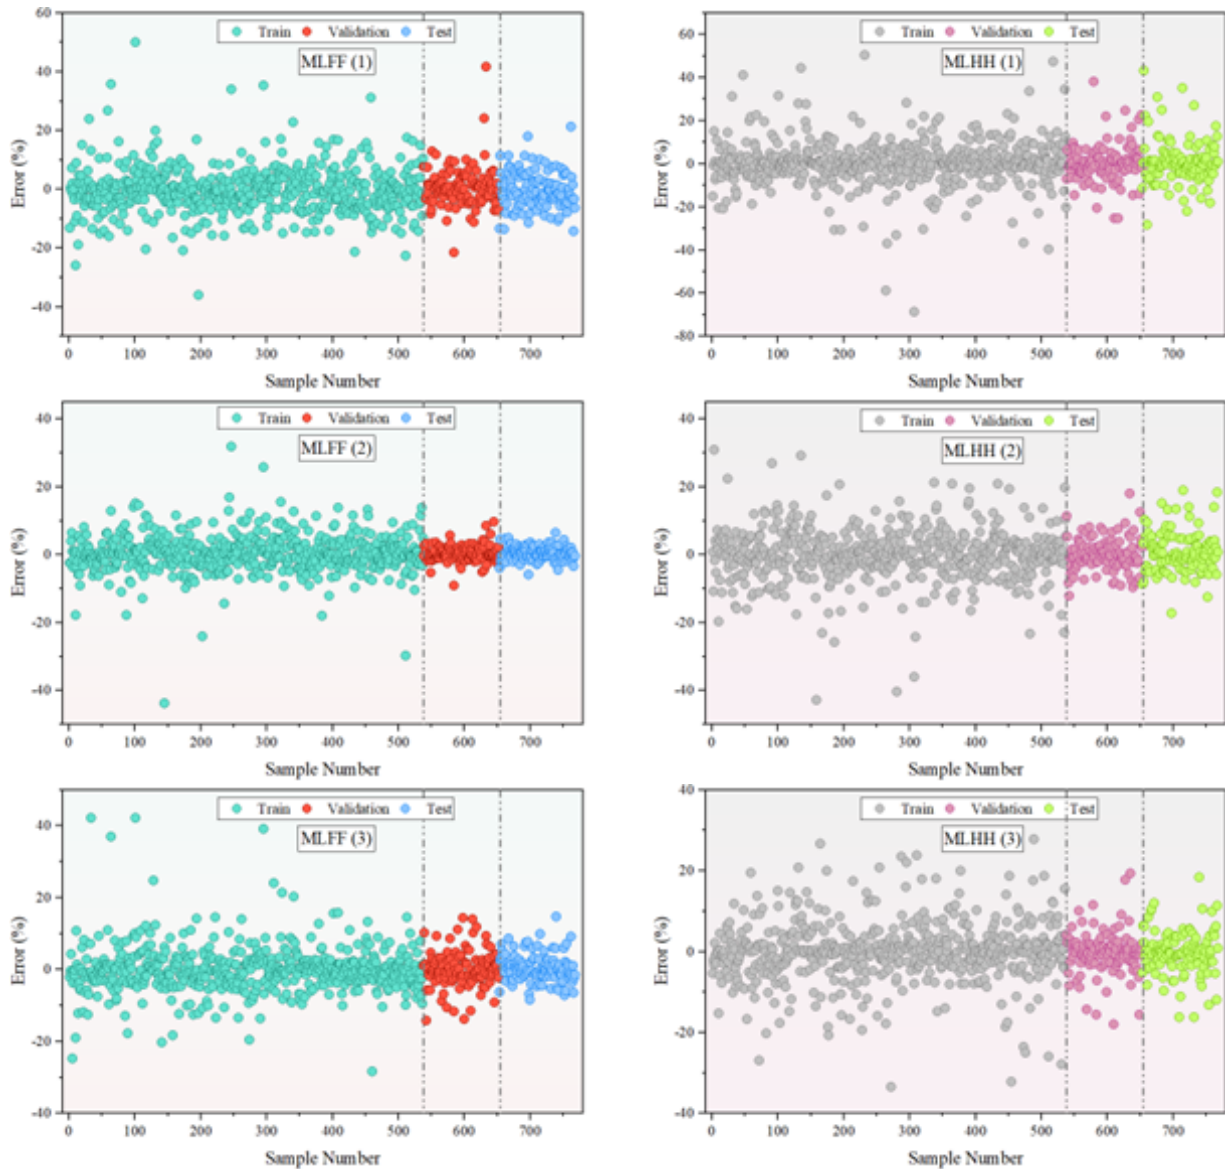 Train Validation Test
MLFF (1)
60
40
20
0
-20
-40
Error (%)
0 100 200 300 400 500 600 700
Sample Number
Train Validation Test
MLHH (1)
60
40
20
0
-20
-40
-60
-80
Error (%)
0 100 200 300 400 500 600 700
Sample Number
Train Validation Test
MLFF (2)
40
20
0
-20
-40
Error (%)
0 100 200 300 400 500 600 700
Sample Number
Train Validation Test
MLHH (2)
40
20
0
-20
-40
Error (%)
0 100 200 300 400 500 600 700
Sample Number
Train Validation Test
MLFF (3)
40
20
0
-20
-40
Error (%)
0 100 200 300 400 500 600 700
Sample Number
Train Validation Test
MLHH (3)
40
20
0
-20
-40
Error (%)
0 100 200 300 400 500 600 700
Sample Number